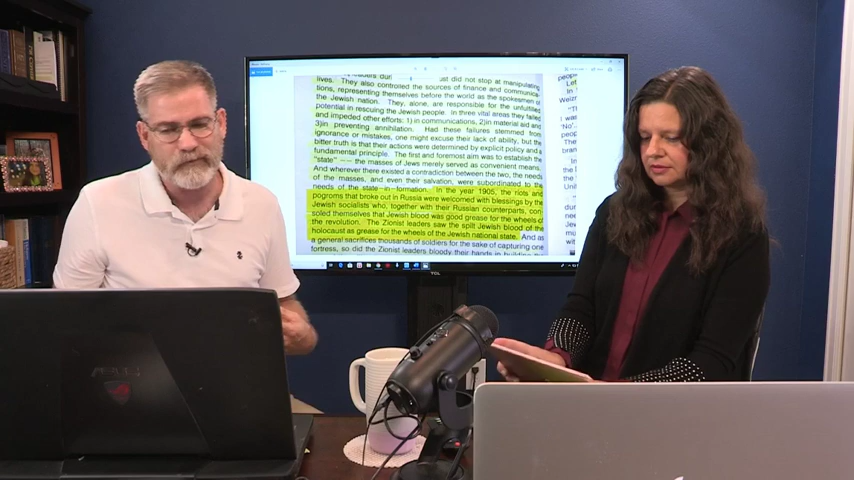 lives. They also controlled the sources of finance and communica-
tions, representing themselves before the world as the spokesmen of
the Jewish nation. They, alone, are responsible for the unfulfilled
potential in rescuing the Jewish people. In three vital areas they failed
and impeded other efforts: 1)in communications, 2)in material aid and
3)in preventing annihilation. Had these failures stemmed from
ignorance or mistakes, one might excuse their lack of ability, but the
bitter truth is that their actions were determined by explicit policy and a
fundamental principle. The first and foremost aim was to establish the
"state" -- the masses of Jews merely served as convenient means.
And wherever there existed a contradiction between the two, the needs
of the masses, and even their salvation, were subordinated to the
needs of the state-in-formation. In the year 1905, the riots and
pogroms that broke out in Russia were welcomed with blessings by the
Jewish socialists who, together with their Russian counterparts, con-
soled themselves that Jewish blood was good grease for the wheels of
the revolution. The Zionist leaders saw the spilt Jewish blood of the
holocaust as grease for the wheels of the Jewish national state. And as
a general sacrifices thousands of soldiers for the sake of capturing one
fortress, so did the Zionist leaders bloody their hands in building
TCL
ASUS